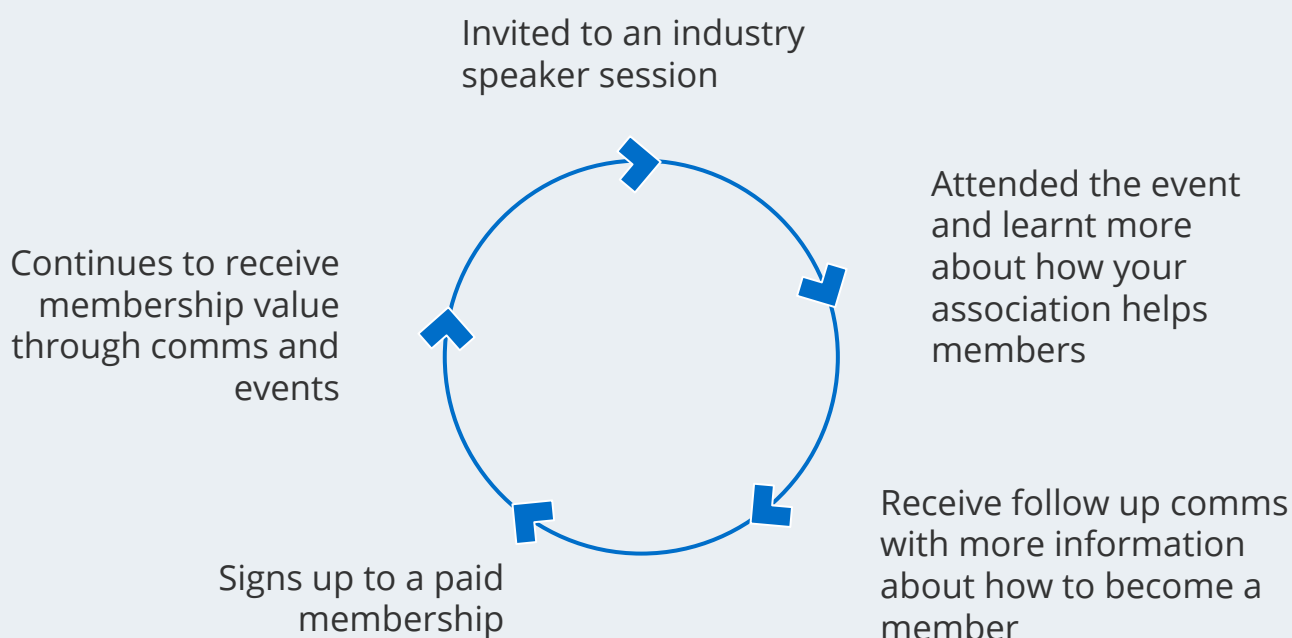 Invited to an industry
speaker session
Attended the event
and learnt more
about how your
association helps
members
Receive follow up comms
with more information
about how to become a
member
Signs up to a paid
membership
Continues to receive
membership value
through comms and
events